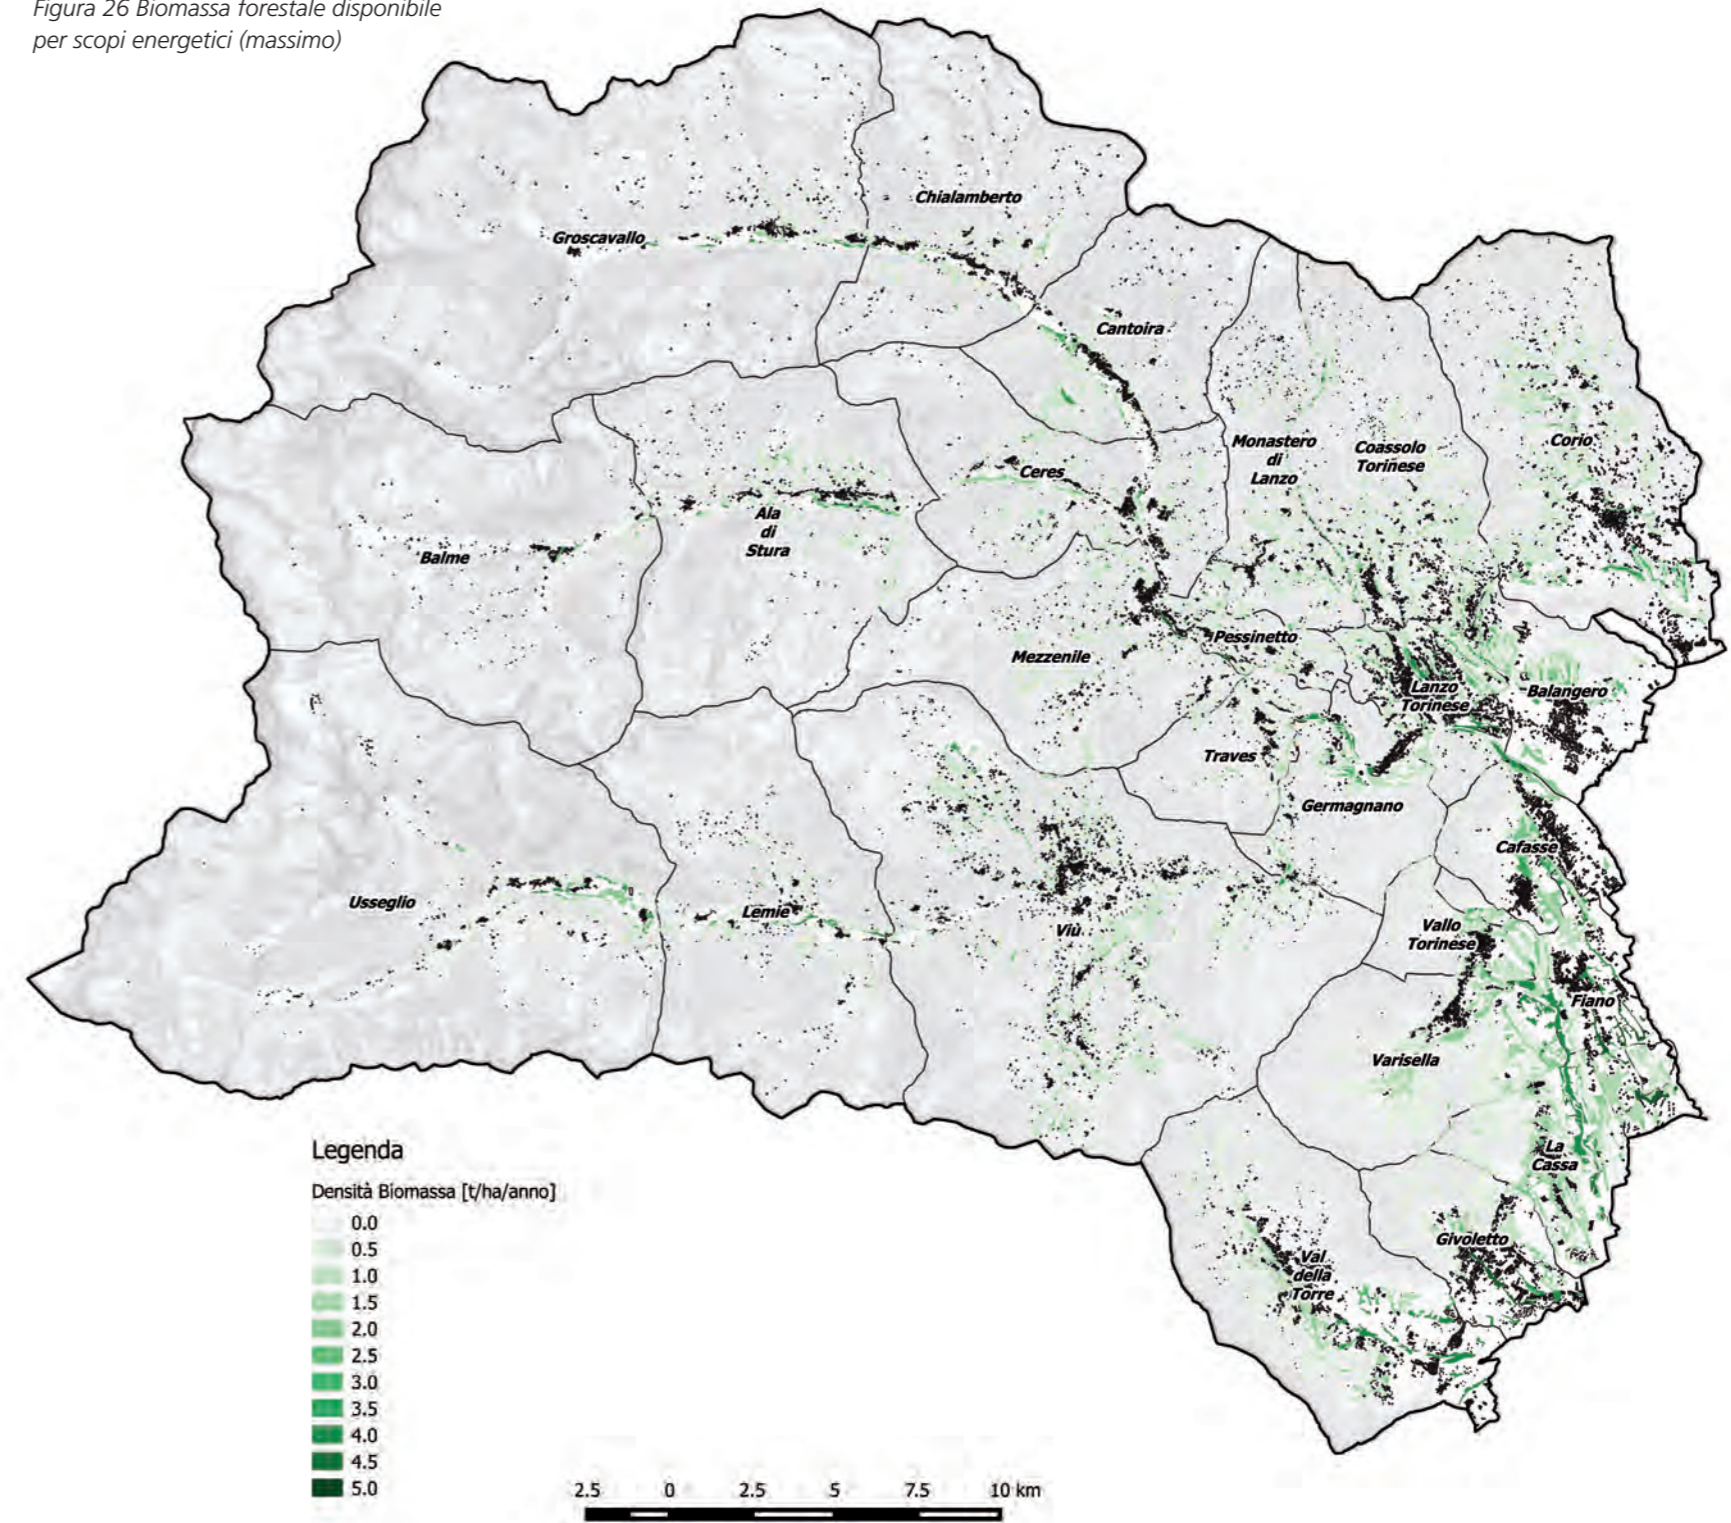 Figura 26 Biomassa forestale disponibile
per scopi energetici (massimo)
Chialamberto
Groscavallo
Cantoira
Monastero
di
Lanzo
Coassolo
Torinese
Corio
Ceres
Ala
di
Stura
Balme
Pessinetto
Mezzenile
Lanzo
Torinese
Balangero
Traves
Germagnano
Cafasse
Usseglio
Lemie
Viù
Vallo
Torinese
Fiano
Varisella
La
Cassa
Givoletto
Val
della
Torre
Legenda
Densità Biomassa [t/ha/anno]
0.0
0.5
1.0
1.5
2.0
2.5
3.0
3.5
4.0
4.5
5.0
2.5 0 2.5 5 7.5 10 km